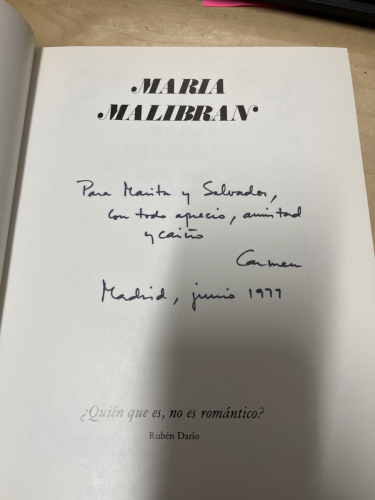 MARIA
MALIBRAN
Para Marita y Salvador,
con todo aprecio, amistad
y cariño
Carmen
Madrid, junio 1977
¿Quién que es, no es romántico?
Rubén Darío